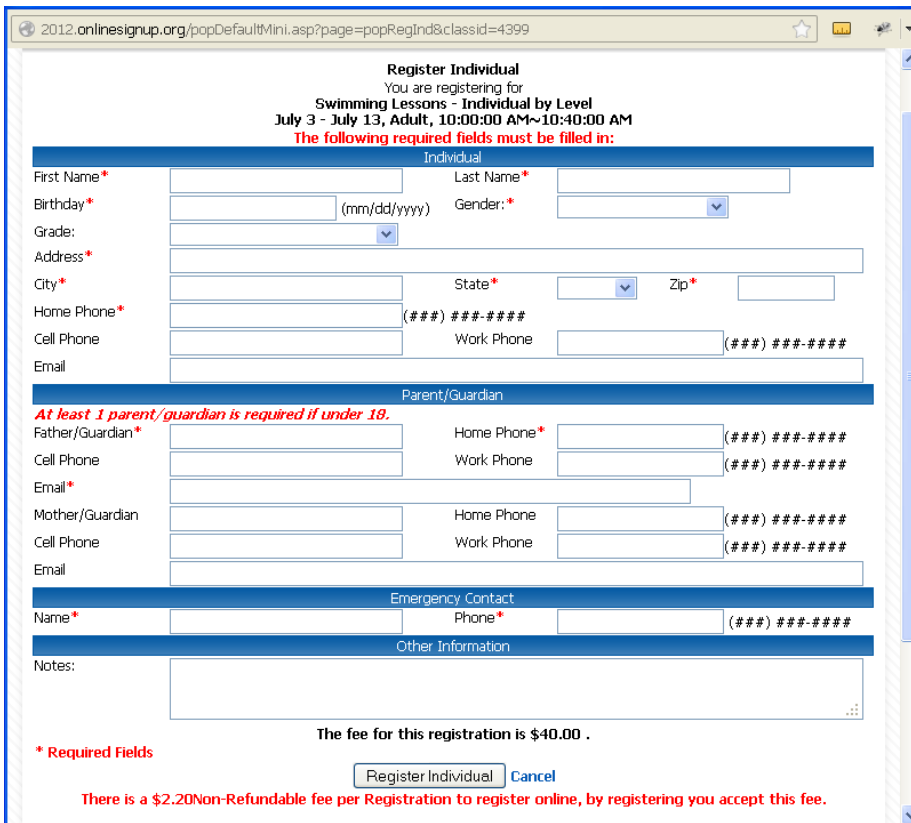 2012.onlinesignup.org/popDefaultMini.asp?page=popRegInd&classid=4399
Register Individual
You are registering for
Swimming Lessons - Individual by Level
July 3 - July 13, Adult, 10:00:00 AM~10:40:00 AM
The following required fields must be filled in:
Individual
First Name* Last Name*
Birthday* (mm/dd/yyyy) Gender:*
Grade:
Address*
City* State* Zip*
Home Phone* (###) ###-####
Cell Phone Work Phone (###) ###-####
Email
Parent/Guardian
At least 1 parent/guardian is required if under 18.
Father/Guardian* Home Phone* (###) ###-####
Cell Phone Work Phone (###) ###-####
Email*
Mother/Guardian Home Phone (###) ###-####
Cell Phone Work Phone (###) ###-####
Email
Emergency Contact
Name* Phone* (###) ###-####
Other Information
Notes:
The fee for this registration is $40.00 .
* Required Fields
Register Individual Cancel
There is a $2.20Non-Refundable fee per Registration to register online, by registering you accept this fee.